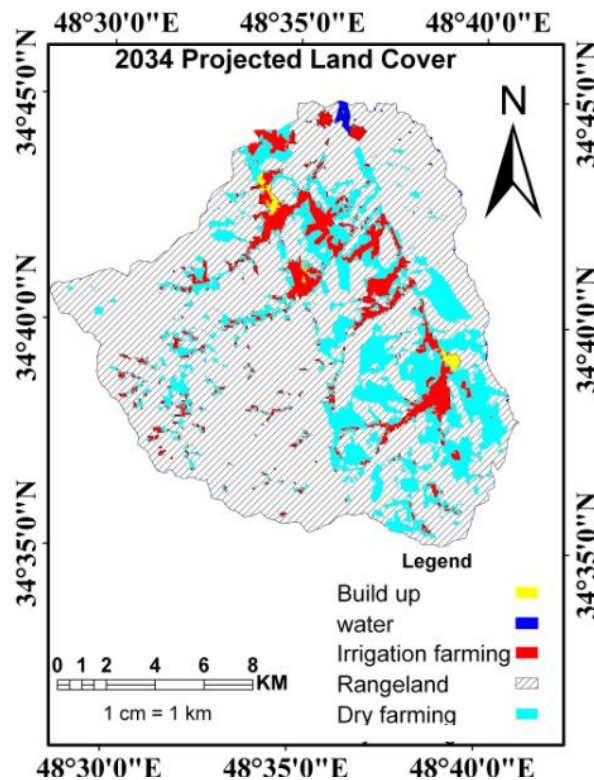 48°30'0"E 48°35'0"E 48°40'0"E
2034 Projected Land Cover
N
34°45'0"N 34°45'0"N
34°40'0"N 34°40'0"N
34°35'0"N 34°35'0"N
Legend
Build up
water
Irrigation farming
Rangeland
Dry farming
0 1 2 4 6 8
KM
1 cm = 1 km
48°30'0"E 48°35'0"E 48°40'0"E